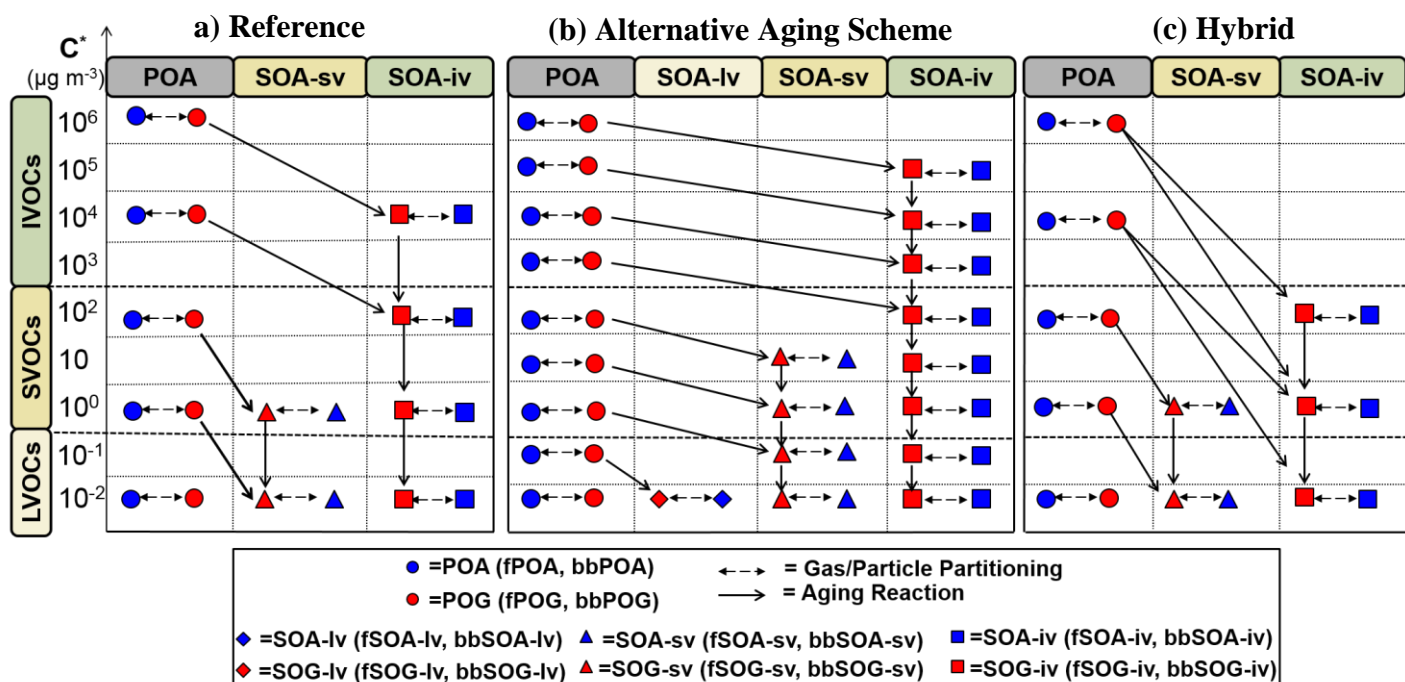 a) Reference
(b) Alternative Aging Scheme
(c) Hybrid
C*
(µg m-3)
POA SOA-sv SOA-iv
POA SOA-lv SOA-sv SOA-iv
POA SOA-sv SOA-iv
IVOCs
10^6
10^5
10^4
10^3
SVOCs
10^2
10
10^0
LVOCs
10^-1
10^-2
=POA (fPOA, bbPOA)
= Gas/Particle Partitioning
=POG (fPOG, bbPOG)
= Aging Reaction
=SOA-lv (fSOA-lv, bbSOA-lv)
=SOA-sv (fSOA-sv, bbSOA-sv)
=SOA-iv (fSOA-iv, bbSOA-iv)
=SOG-lv (fSOG-lv, bbSOG-lv)
=SOG-sv (fSOG-sv, bbSOG-sv)
=SOG-iv (fSOG-iv, bbSOG-iv)